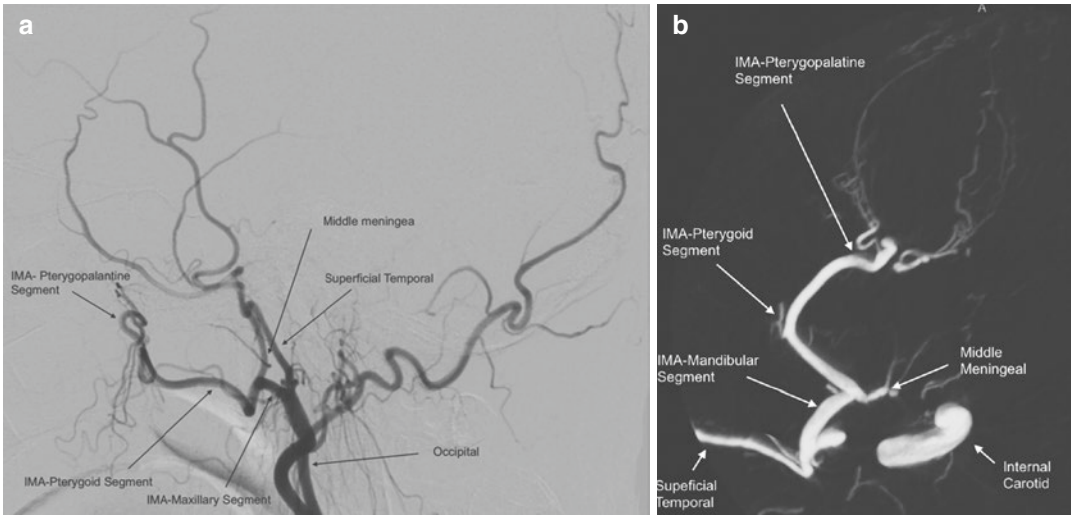 a
Middle meningea
Superficial Temporal
IMA- Pterygopalantine
Segment
IMA-Pterygoid Segment
IMA-Maxillary Segment
Occipital
b
A
IMA-Pterygopalatine
Segment
IMA-Pterygoid
Segment
IMA-Mandibular
Segment
Middle
Meningeal
Supeficial
Temporal
Internal
Carotid